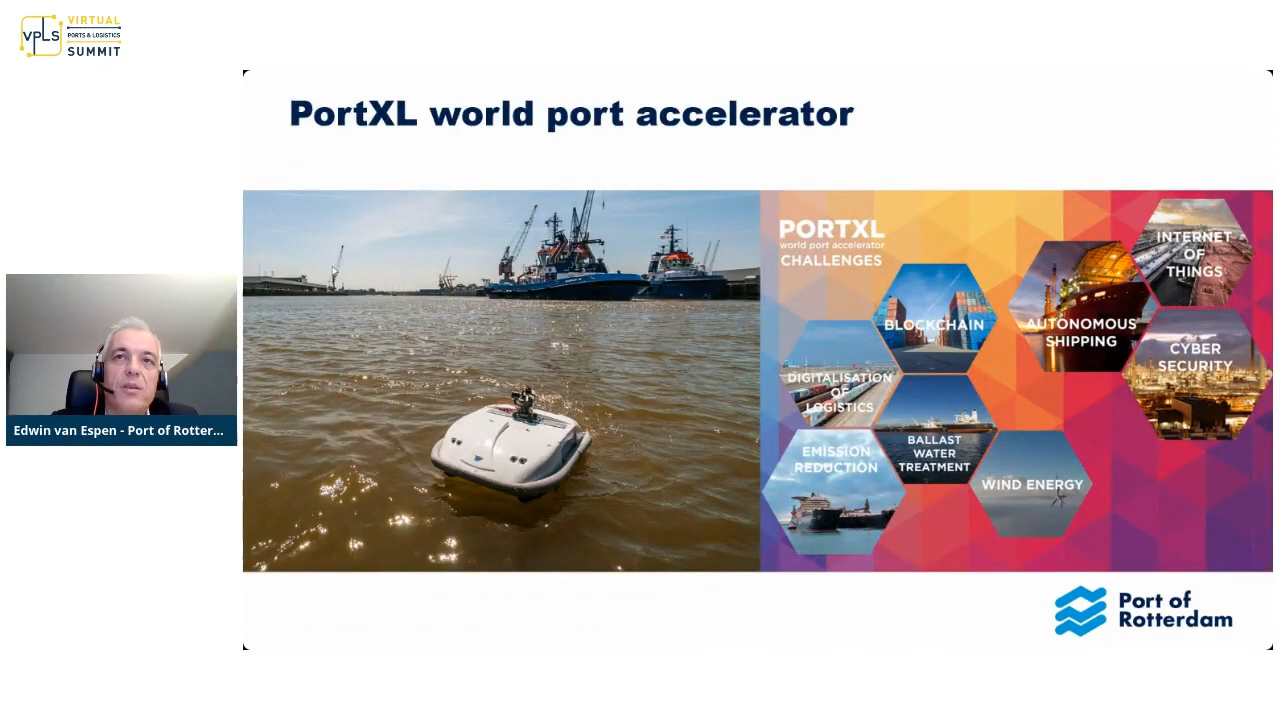 VPLS
VIRTUAL
PORTS & LOGISTICS
SUMMIT
PortXL world port accelerator
PORTXL
world port accelerator
CHALLENGES
INTERNET
OF
THINGS
BLOCKCHAIN
AUTONOMOUS
SHIPPING
CYBER
SECURITY
DIGITALISATION
OF
LOGISTICS
BALLAST
WATER
TREATMENT
EMISSION
REDUCTION
WIND ENERGY
Edwin van Espen - Port of Rotter...
Port of
Rotterdam